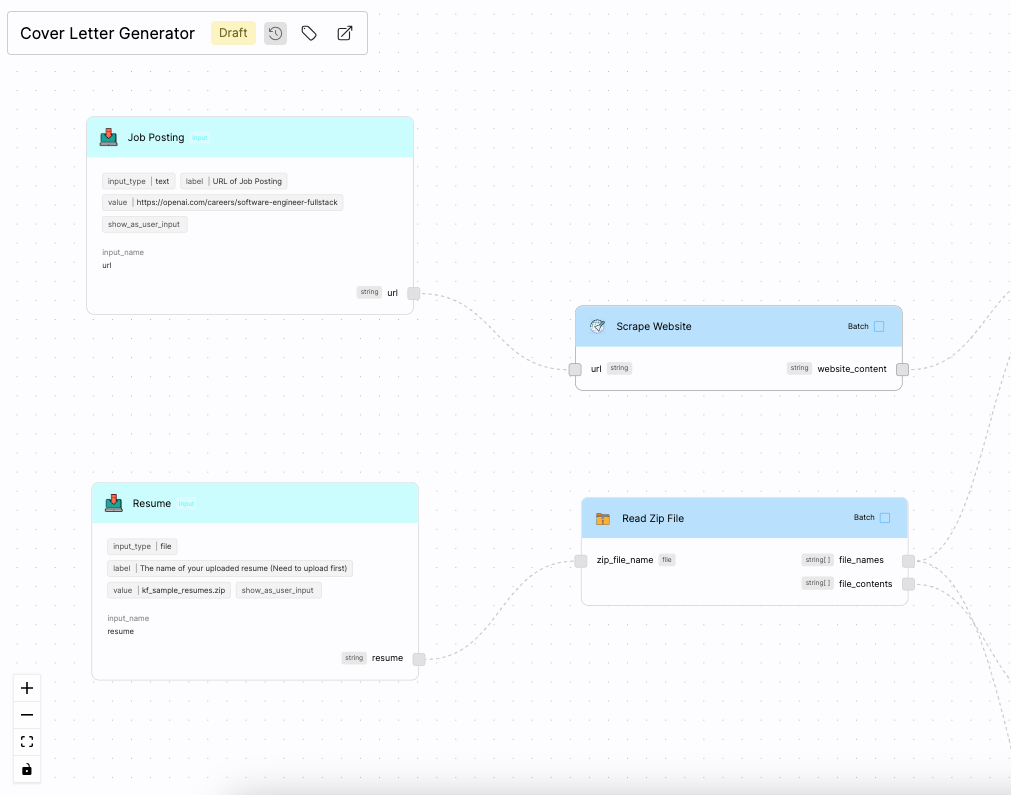 Cover Letter Generator Draft
Job Posting input
input_type | text label | URL of Job Posting
value | https://openai.com/careers/software-engineer-fullstack
show_as_user_input
input_name
url
string url
Scrape Website Batch
url string string website_content
Resume input
input_type | file
label | The name of your uploaded resume (Need to upload first)
value | kf_sample_resumes.zip show_as_user_input
input_name
resume
string resume
Read Zip File Batch
zip_file_name file string[] file_names
string[] file_contents